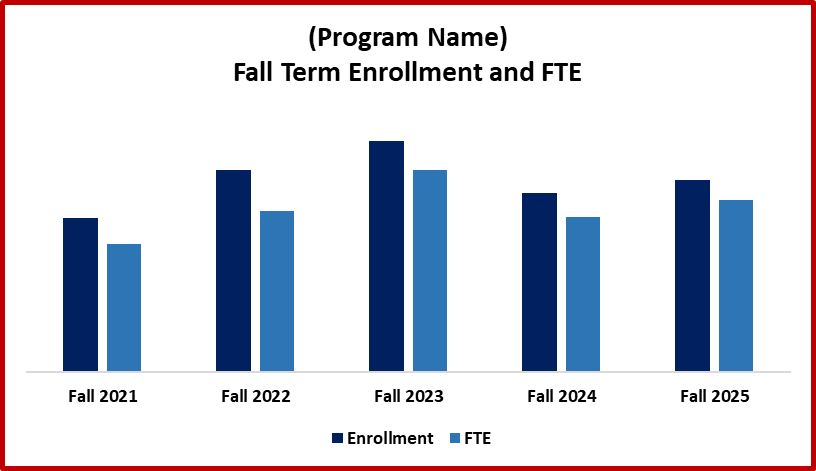 (Program Name)
Fall Term Enrollment and FTE
Fall 2021 Fall 2022 Fall 2023 Fall 2024 Fall 2025
Enrollment FTE